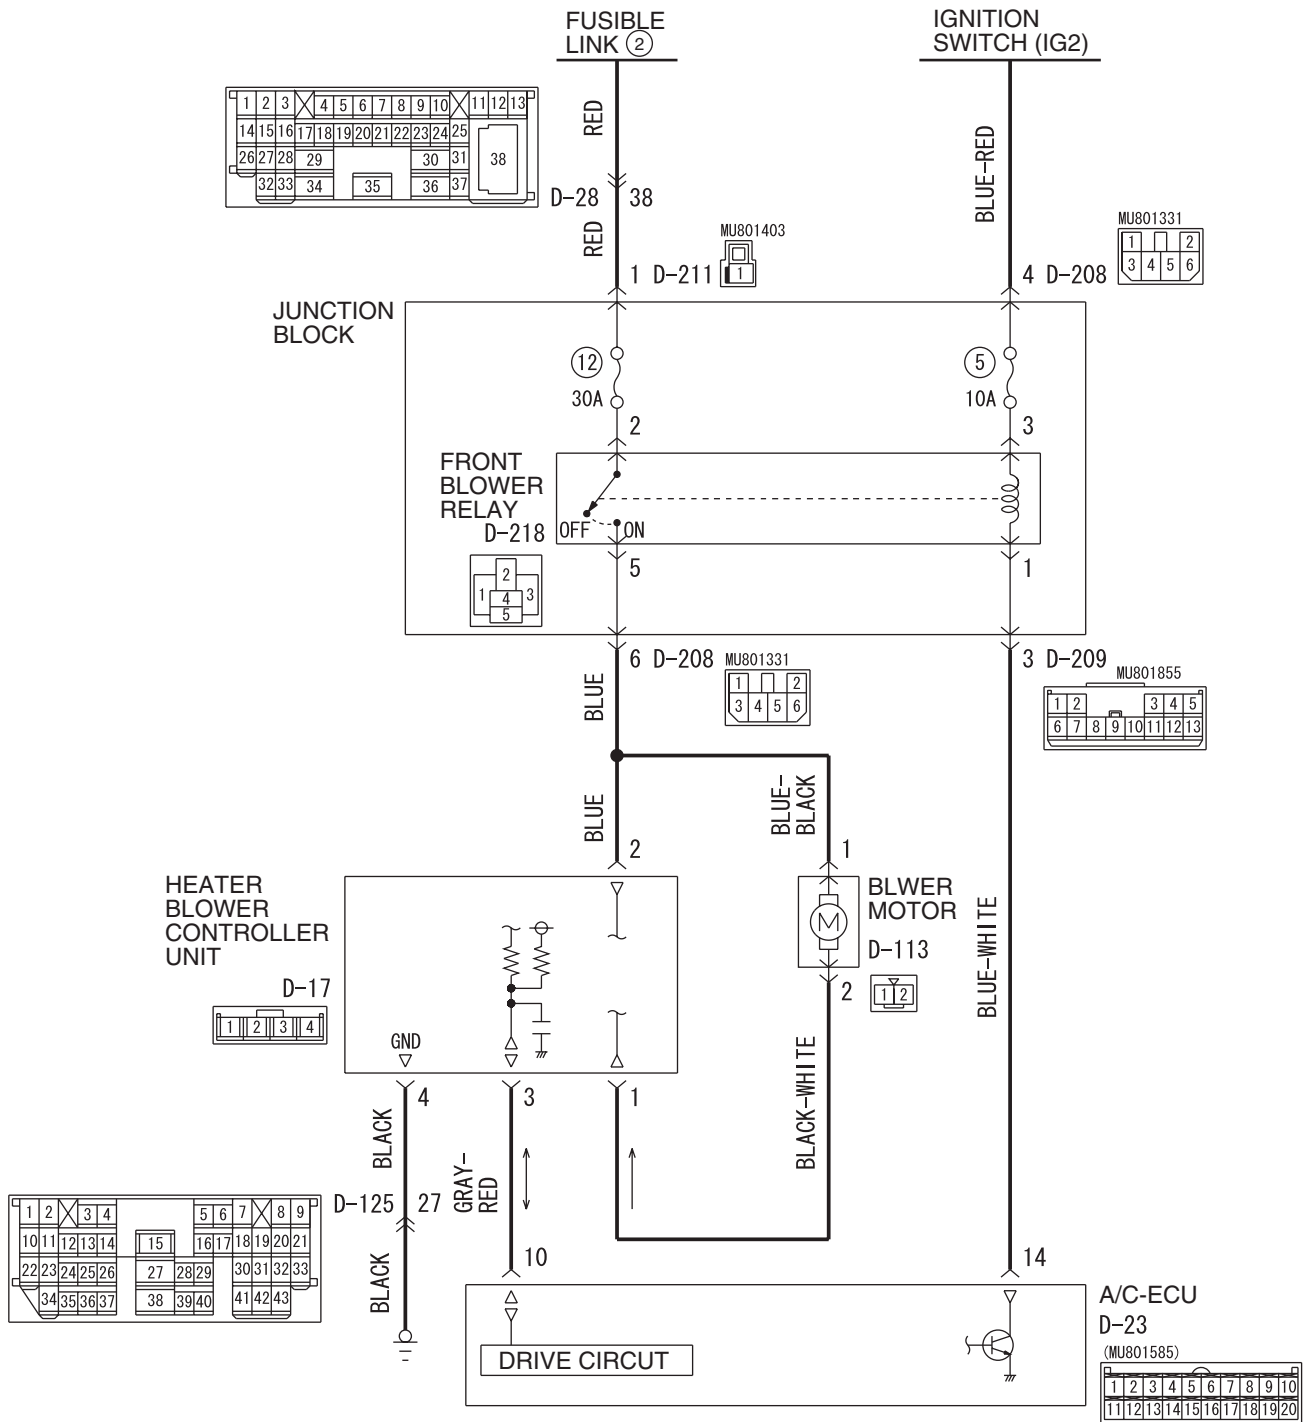 FUSIBLE
LINK ②
IGNITION
SWITCH (IG2)
1 2 3 4 5 6 7 8 9 10 11 12 13
14 15 16 17 18 19 20 21 22 23 24 25
26 27 28 29 30 31 38
32 33 34 35 36 37
RED
BLUE-RED
D-28 38
RED
MU801403
1
MU801331
1 2
3 4 5 6
1 D-211
4 D-208
JUNCTION
BLOCK
⑫
30A
⑤
10A
2
3
FRONT
BLOWER
RELAY
D-218
OFF ON
5
1
2
1 3
4
5
6 D-208
MU801331
1 2
3 4 5 6
3 D-209
MU801855
1 2 3 4 5
6 7 8 9 10 11 12 13
BLUE
BLUE
BLUE-
BLACK
2
1
HEATER
BLOWER
CONTROLLER
UNIT
D-17
1 2 3 4
BLWER
MOTOR
D-113
M
2
1 2
BLUE-WHITE
GND
4
3
1
BLACK
GRAY-
RED
BLACK-WHITE
D-125 27
BLACK
1 2 3 4 5 6 7 8 9
10 11 12 13 14 15 16 17 18 19 20 21
22 23 24 25 26 27 28 29 30 31 32 33
34 35 36 37 38 39 40 41 42 43
10
14
A/C-ECU
D-23
(MU801585)
DRIVE CIRCUT
1 2 3 4 5 6 7 8 9 10
11 12 13 14 15 16 17 18 19 20